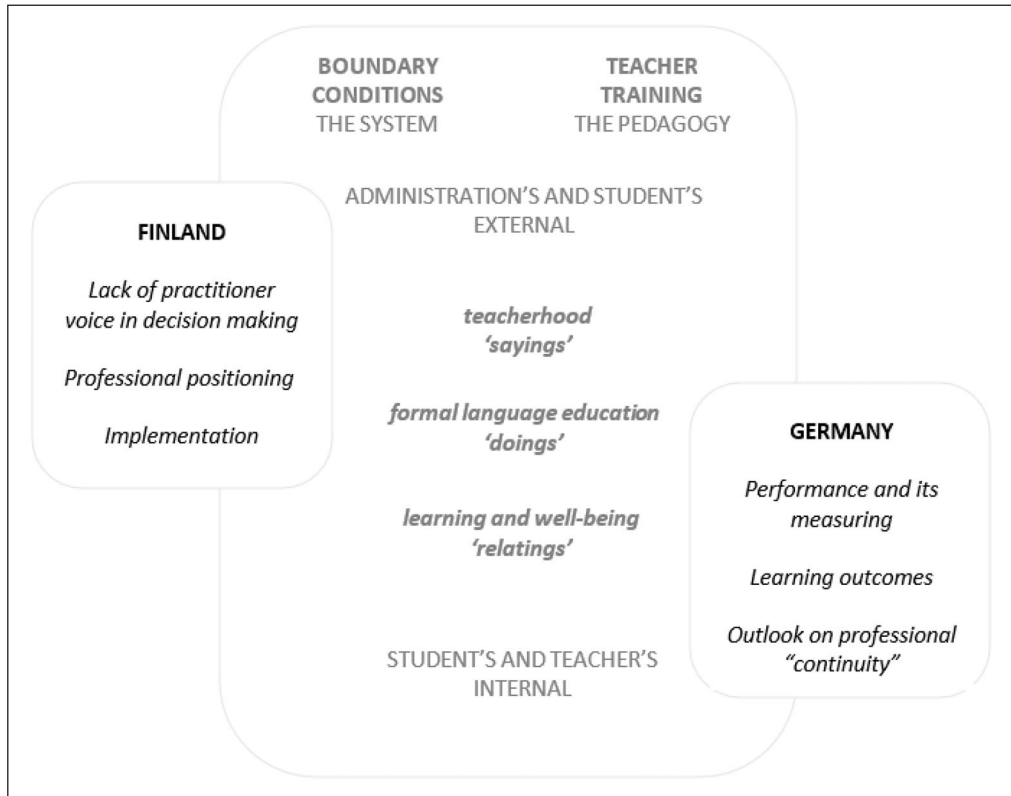 BOUNDARY
CONDITIONS
THE SYSTEM
TEACHER
TRAINING
THE PEDAGOGY
ADMINISTRATION’S AND STUDENT’S
EXTERNAL
FINLAND
Lack of practitioner
voice in decision making
Professional positioning
Implementation
teacherhood
‘sayings’
formal language education
‘doings’
learning and well-being
‘relatings’
GERMANY
Performance and its
measuring
Learning outcomes
Outlook on professional
“continuity”
STUDENT’S AND TEACHER’S
INTERNAL